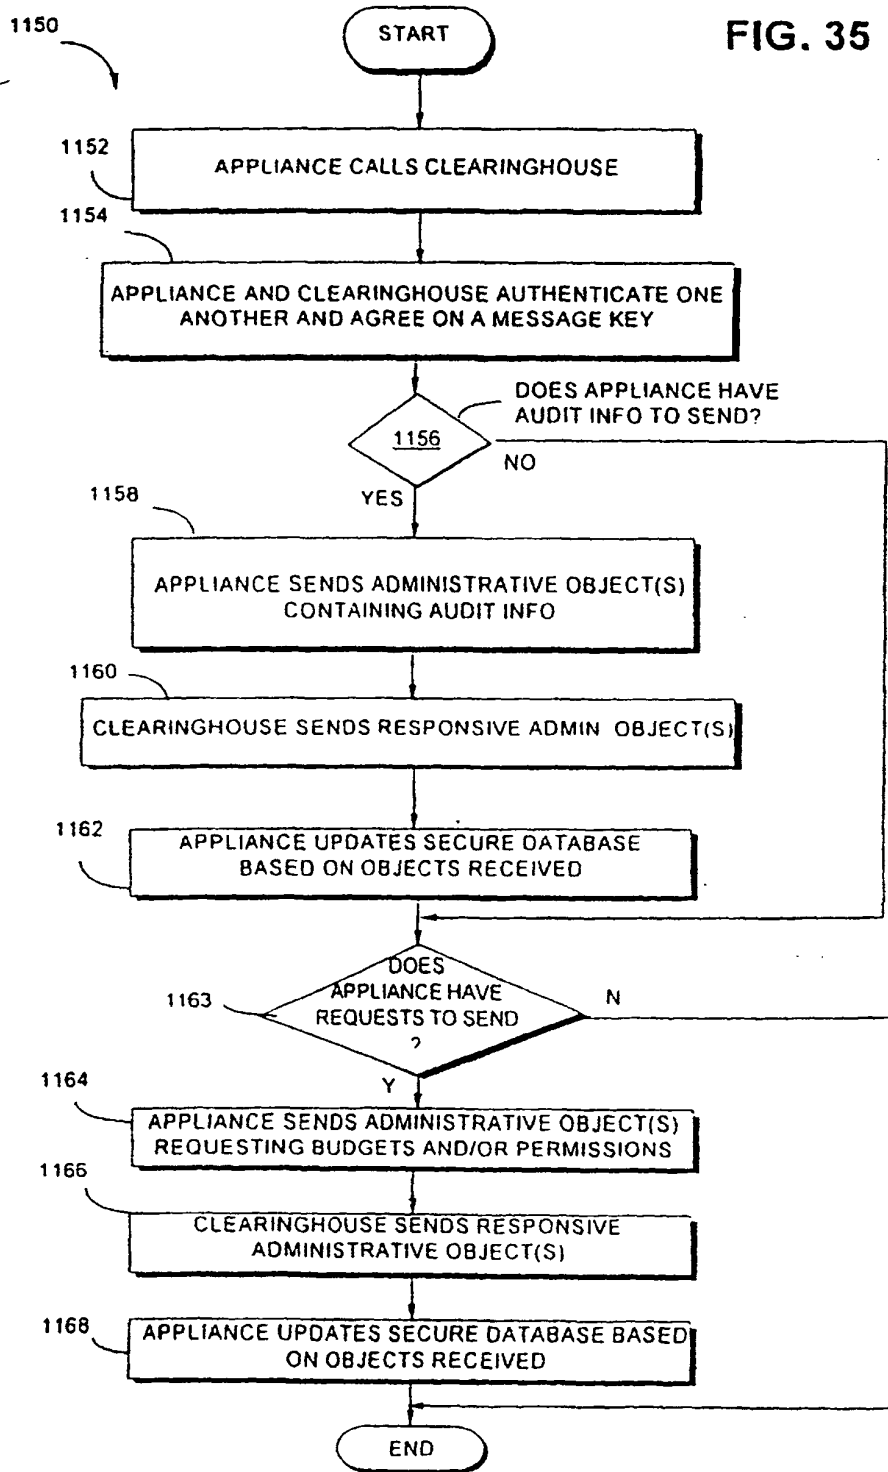 FIG. 35
1150
START
1152
APPLIANCE CALLS CLEARINGHOUSE
1154
APPLIANCE AND CLEARINGHOUSE AUTHENTICATE ONE
ANOTHER AND AGREE ON A MESSAGE KEY
DOES APPLIANCE HAVE
AUDIT INFO TO SEND?
1156
NO
YES
1158
APPLIANCE SENDS ADMINISTRATIVE OBJECT(S)
CONTAINING AUDIT INFO
1160
CLEARINGHOUSE SENDS RESPONSIVE ADMIN OBJECT(S)
1162
APPLIANCE UPDATES SECURE DATABASE
BASED ON OBJECTS RECEIVED
1163
DOES
APPLIANCE HAVE
REQUESTS TO SEND
?
N
Y
1164
APPLIANCE SENDS ADMINISTRATIVE OBJECT(S)
REQUESTING BUDGETS AND/OR PERMISSIONS
1166
CLEARINGHOUSE SENDS RESPONSIVE
ADMINISTRATIVE OBJECT(S)
1168
APPLIANCE UPDATES SECURE DATABASE BASED
ON OBJECTS RECEIVED
END